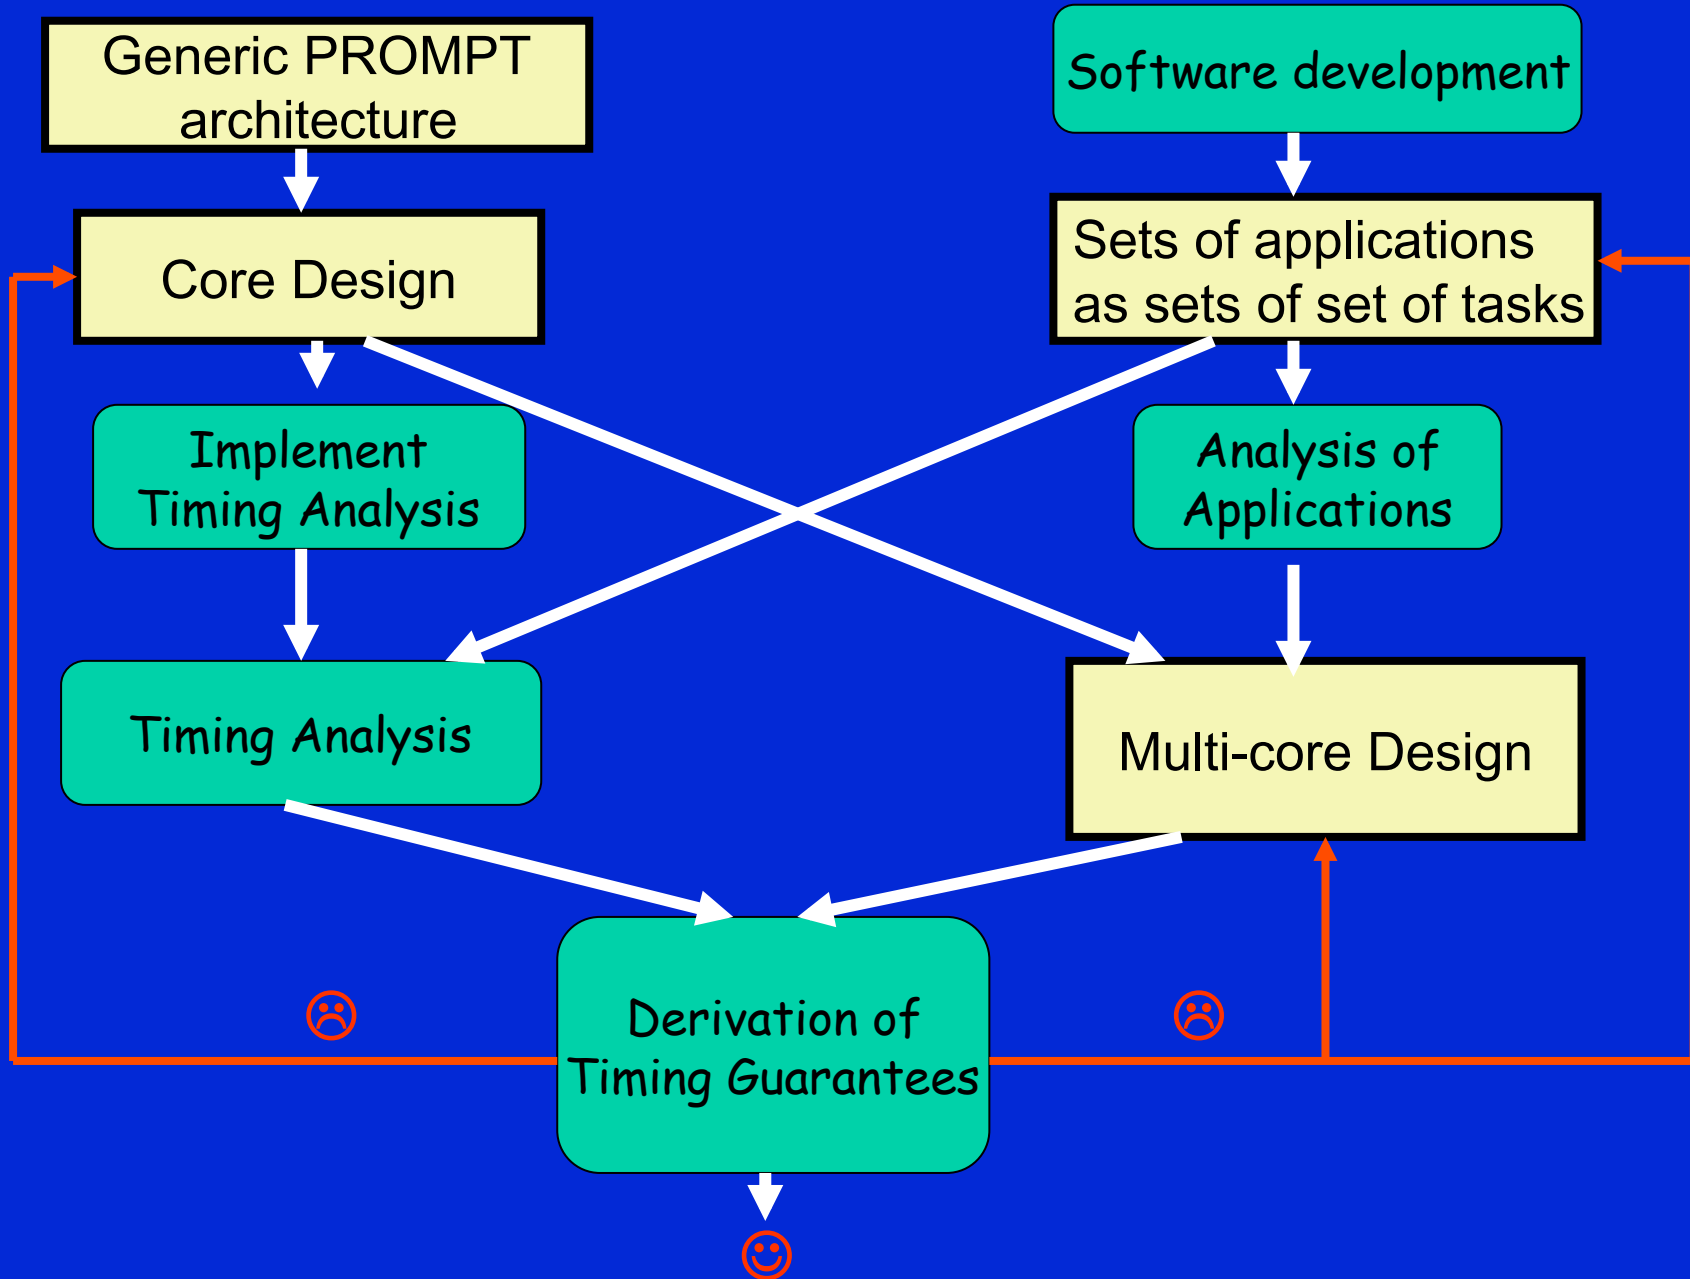 Generic PROMPT
architecture
Software development
Core Design
Sets of applications
as sets of set of tasks
Implement
Timing Analysis
Analysis of
Applications
Timing Analysis
Multi-core Design
Derivation of
Timing Guarantees